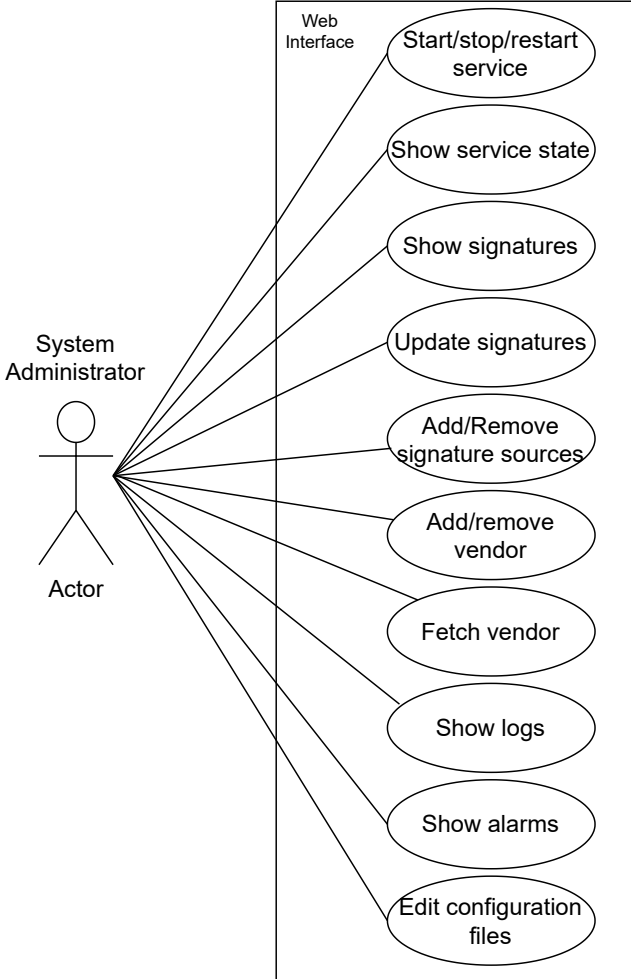 Web
Interface
Start/stop/restart
service
Show service state
Show signatures
Update signatures
System
Administrator
Add/Remove
signature sources
Add/remove
vendor
Actor
Fetch vendor
Show logs
Show alarms
Edit configuration
files